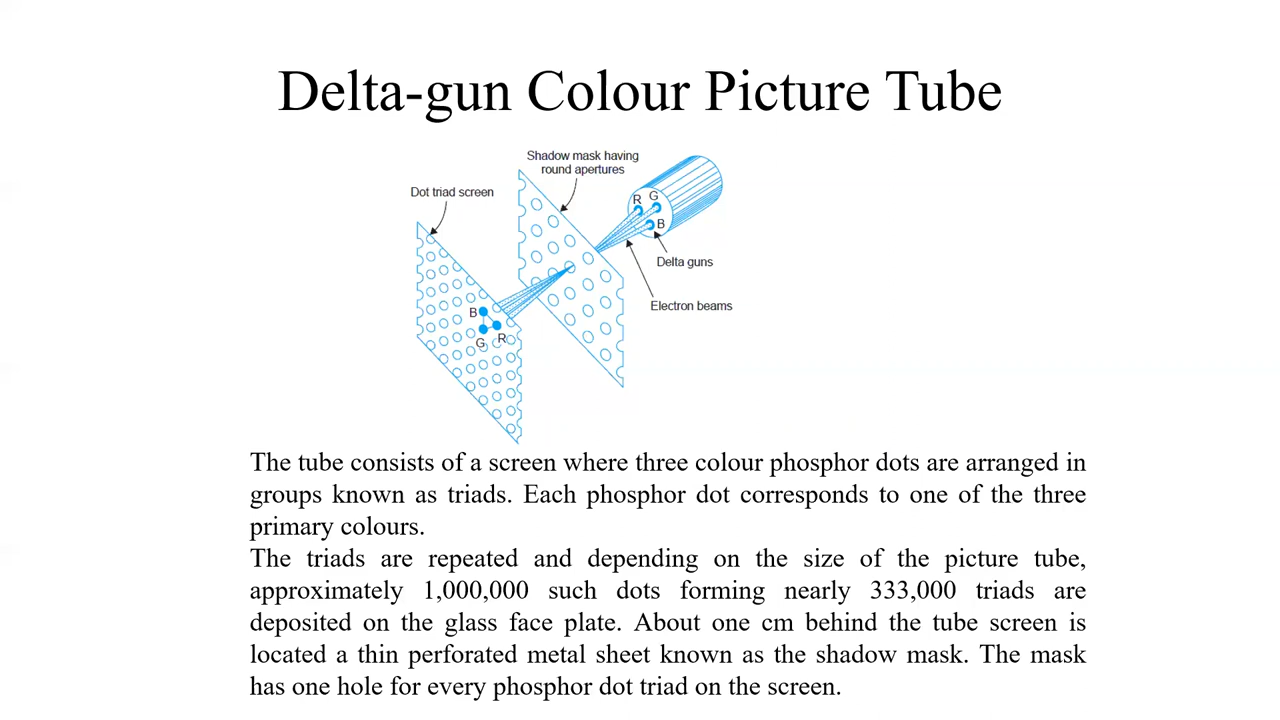 Delta-gun Colour Picture Tube
Shadow mask having
round apertures
Dot triad screen
R G
B
Delta guns
Electron beams
B
G R
The tube consists of a screen where three colour phosphor dots are arranged in
groups known as triads. Each phosphor dot corresponds to one of the three
primary colours.
The triads are repeated and depending on the size of the picture tube,
approximately 1,000,000 such dots forming nearly 333,000 triads are
deposited on the glass face plate. About one cm behind the tube screen is
located a thin perforated metal sheet known as the shadow mask. The mask
has one hole for every phosphor dot triad on the screen.